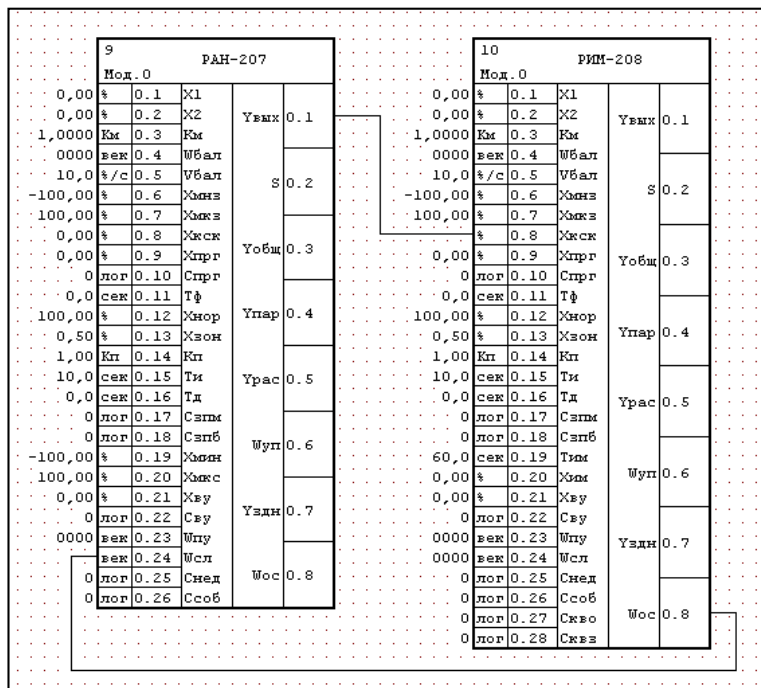 9
РАН-207
Мод.0
0,00 % 0.1 X1
0,00 % 0.2 X2
1,0000 Км 0.3 Км
0000 век 0.4 Wбал
10,0 %/с 0.5 Vбал
-100,00 % 0.6 Xмнз
100,00 % 0.7 Xмкз
0,00 % 0.8 Xкск
0,00 % 0.9 Xпрг
0 лог 0.10 Cпрг
0,0 сек 0.11 Tф
100,00 % 0.12 Xнор
0,50 % 0.13 Xзон
1,00 Кп 0.14 Кп
10,0 сек 0.15 Tи
0,0 сек 0.16 Tд
0 лог 0.17 Cзпм
0 лог 0.18 Cзпб
-100,00 % 0.19 Xмин
100,00 % 0.20 Xмкс
0,00 % 0.21 Xву
0 лог 0.22 Cву
0000 век 0.23 Wпу
век 0.24 Wсл
0 лог 0.25 Cнед
0 лог 0.26 Cсоб
Yвых 0.1
S 0.2
Yобщ 0.3
Yпар 0.4
Yрас 0.5
Wуп 0.6
Yздн 0.7
Wос 0.8
10
РИМ-208
Мод.0
0,00 % 0.1 X1
0,00 % 0.2 X2
1,0000 Км 0.3 Км
0000 век 0.4 Wбал
10,0 %/с 0.5 Vбал
-100,00 % 0.6 Xмнз
100,00 % 0.7 Xмкз
% 0.8 Xкск
0,00 % 0.9 Xпрг
0 лог 0.10 Cпрг
0,0 сек 0.11 Tф
100,00 % 0.12 Xнор
0,50 % 0.13 Xзон
1,00 Кп 0.14 Кп
10,0 сек 0.15 Tи
0,0 сек 0.16 Tд
0 лог 0.17 Cзпм
0 лог 0.18 Cзпб
60,0 сек 0.19 Tим
0,00 % 0.20 Xим
0,00 % 0.21 Xву
0 лог 0.22 Cву
0000 век 0.23 Wпу
0000 век 0.24 Wсл
0 лог 0.25 Cнед
0 лог 0.26 Cсоб
0 лог 0.27 Cкво
0 лог 0.28 Cквз
Yвых 0.1
S 0.2
Yобщ 0.3
Yпар 0.4
Yрас 0.5
Wуп 0.6
Yздн 0.7
Wос 0.8